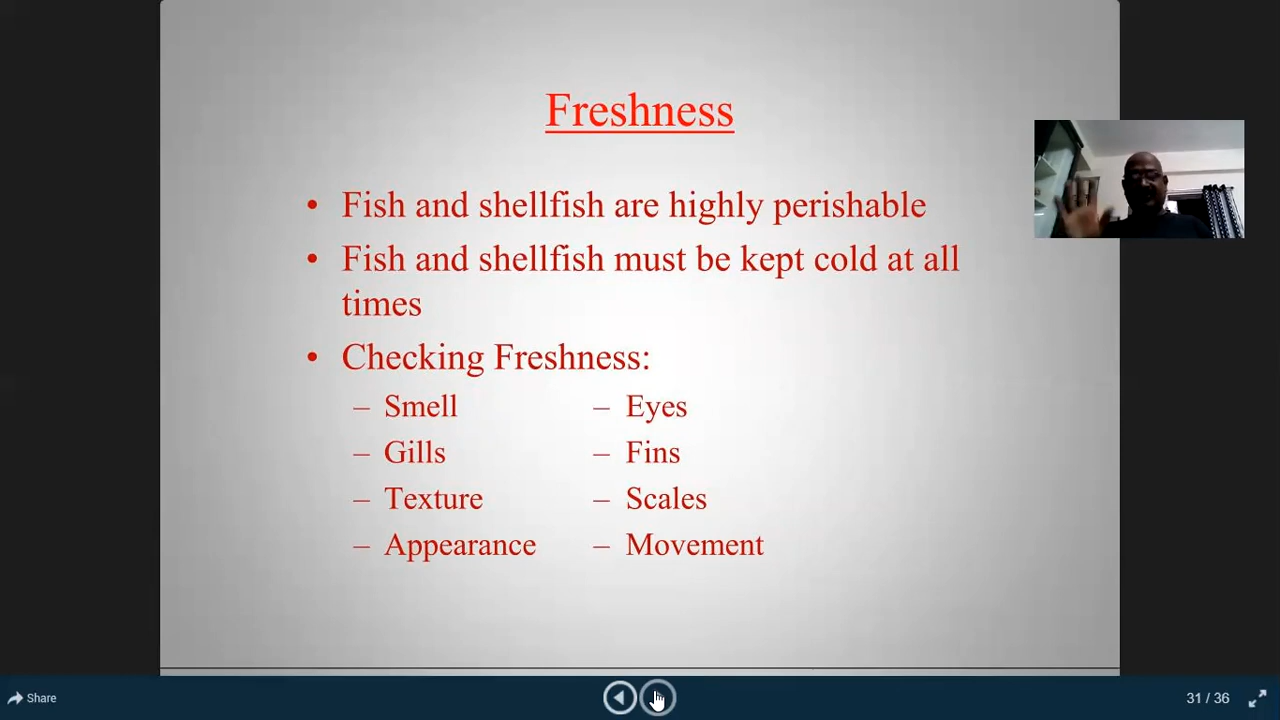 Freshness
• Fish and shellfish are highly perishable
• Fish and shellfish must be kept cold at all
times
• Checking Freshness:
– Smell – Eyes
– Gills – Fins
– Texture – Scales
– Appearance – Movement
Share 31 / 36